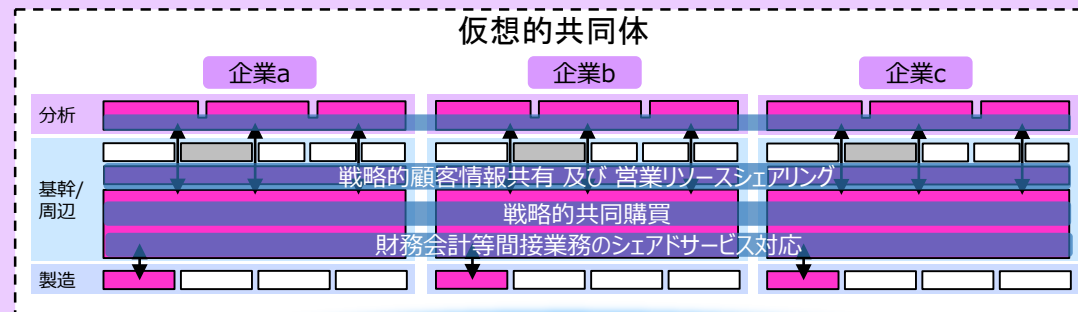 仮想的共同体
企業a
企業b
企業c
分析
基幹/
周辺
戦略的顧客情報共有 及び 営業リソースシェアリング
戦略的共同購買
財務会計等間接業務のシェアドサービス対応
製造